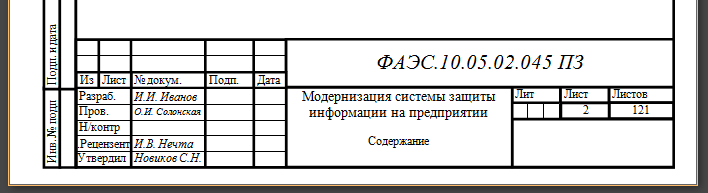 Подп. и дата
Инв. № подп
ФАЭС.10.05.02.045 ПЗ
Из Лист № докум. Подп. Дата
Разраб. И.И. Иванов
Пров. О.И. Солонская
Н/контр
.Рецензент И.В. Нечта
Утвердил Новиков С.Н.
Модернизация системы защиты
информации на предприятии
Содержание
Лит Лист Листов
2 121